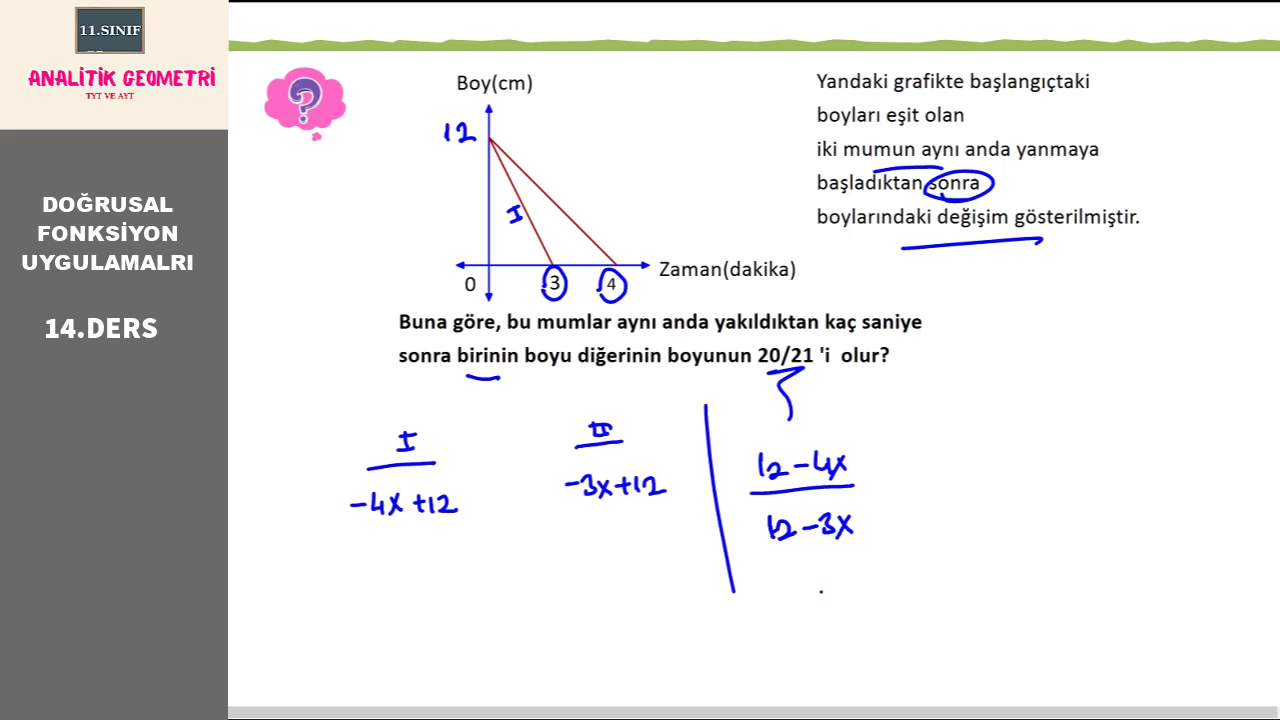 11.SINIF
ANALİTİK GEOMETRİ
TYT VE AYT
DOĞRUSAL
FONKSİYON
UYGULAMALRI
14.DERS
Boy(cm)
12
I
0
3
4
Zaman(dakika)
Yandaki grafikte başlangıçtaki
boyları eşit olan
iki mumun aynı anda yanmaya
başladıktan sonra
boylarındaki değişim gösterilmiştir.
Buna göre, bu mumlar aynı anda yakıldıktan kaç saniye
sonra birinin boyu diğerinin boyunun 20/21 'i olur?
I
-4x+12
II
-3x+12
12-4x
12-3x